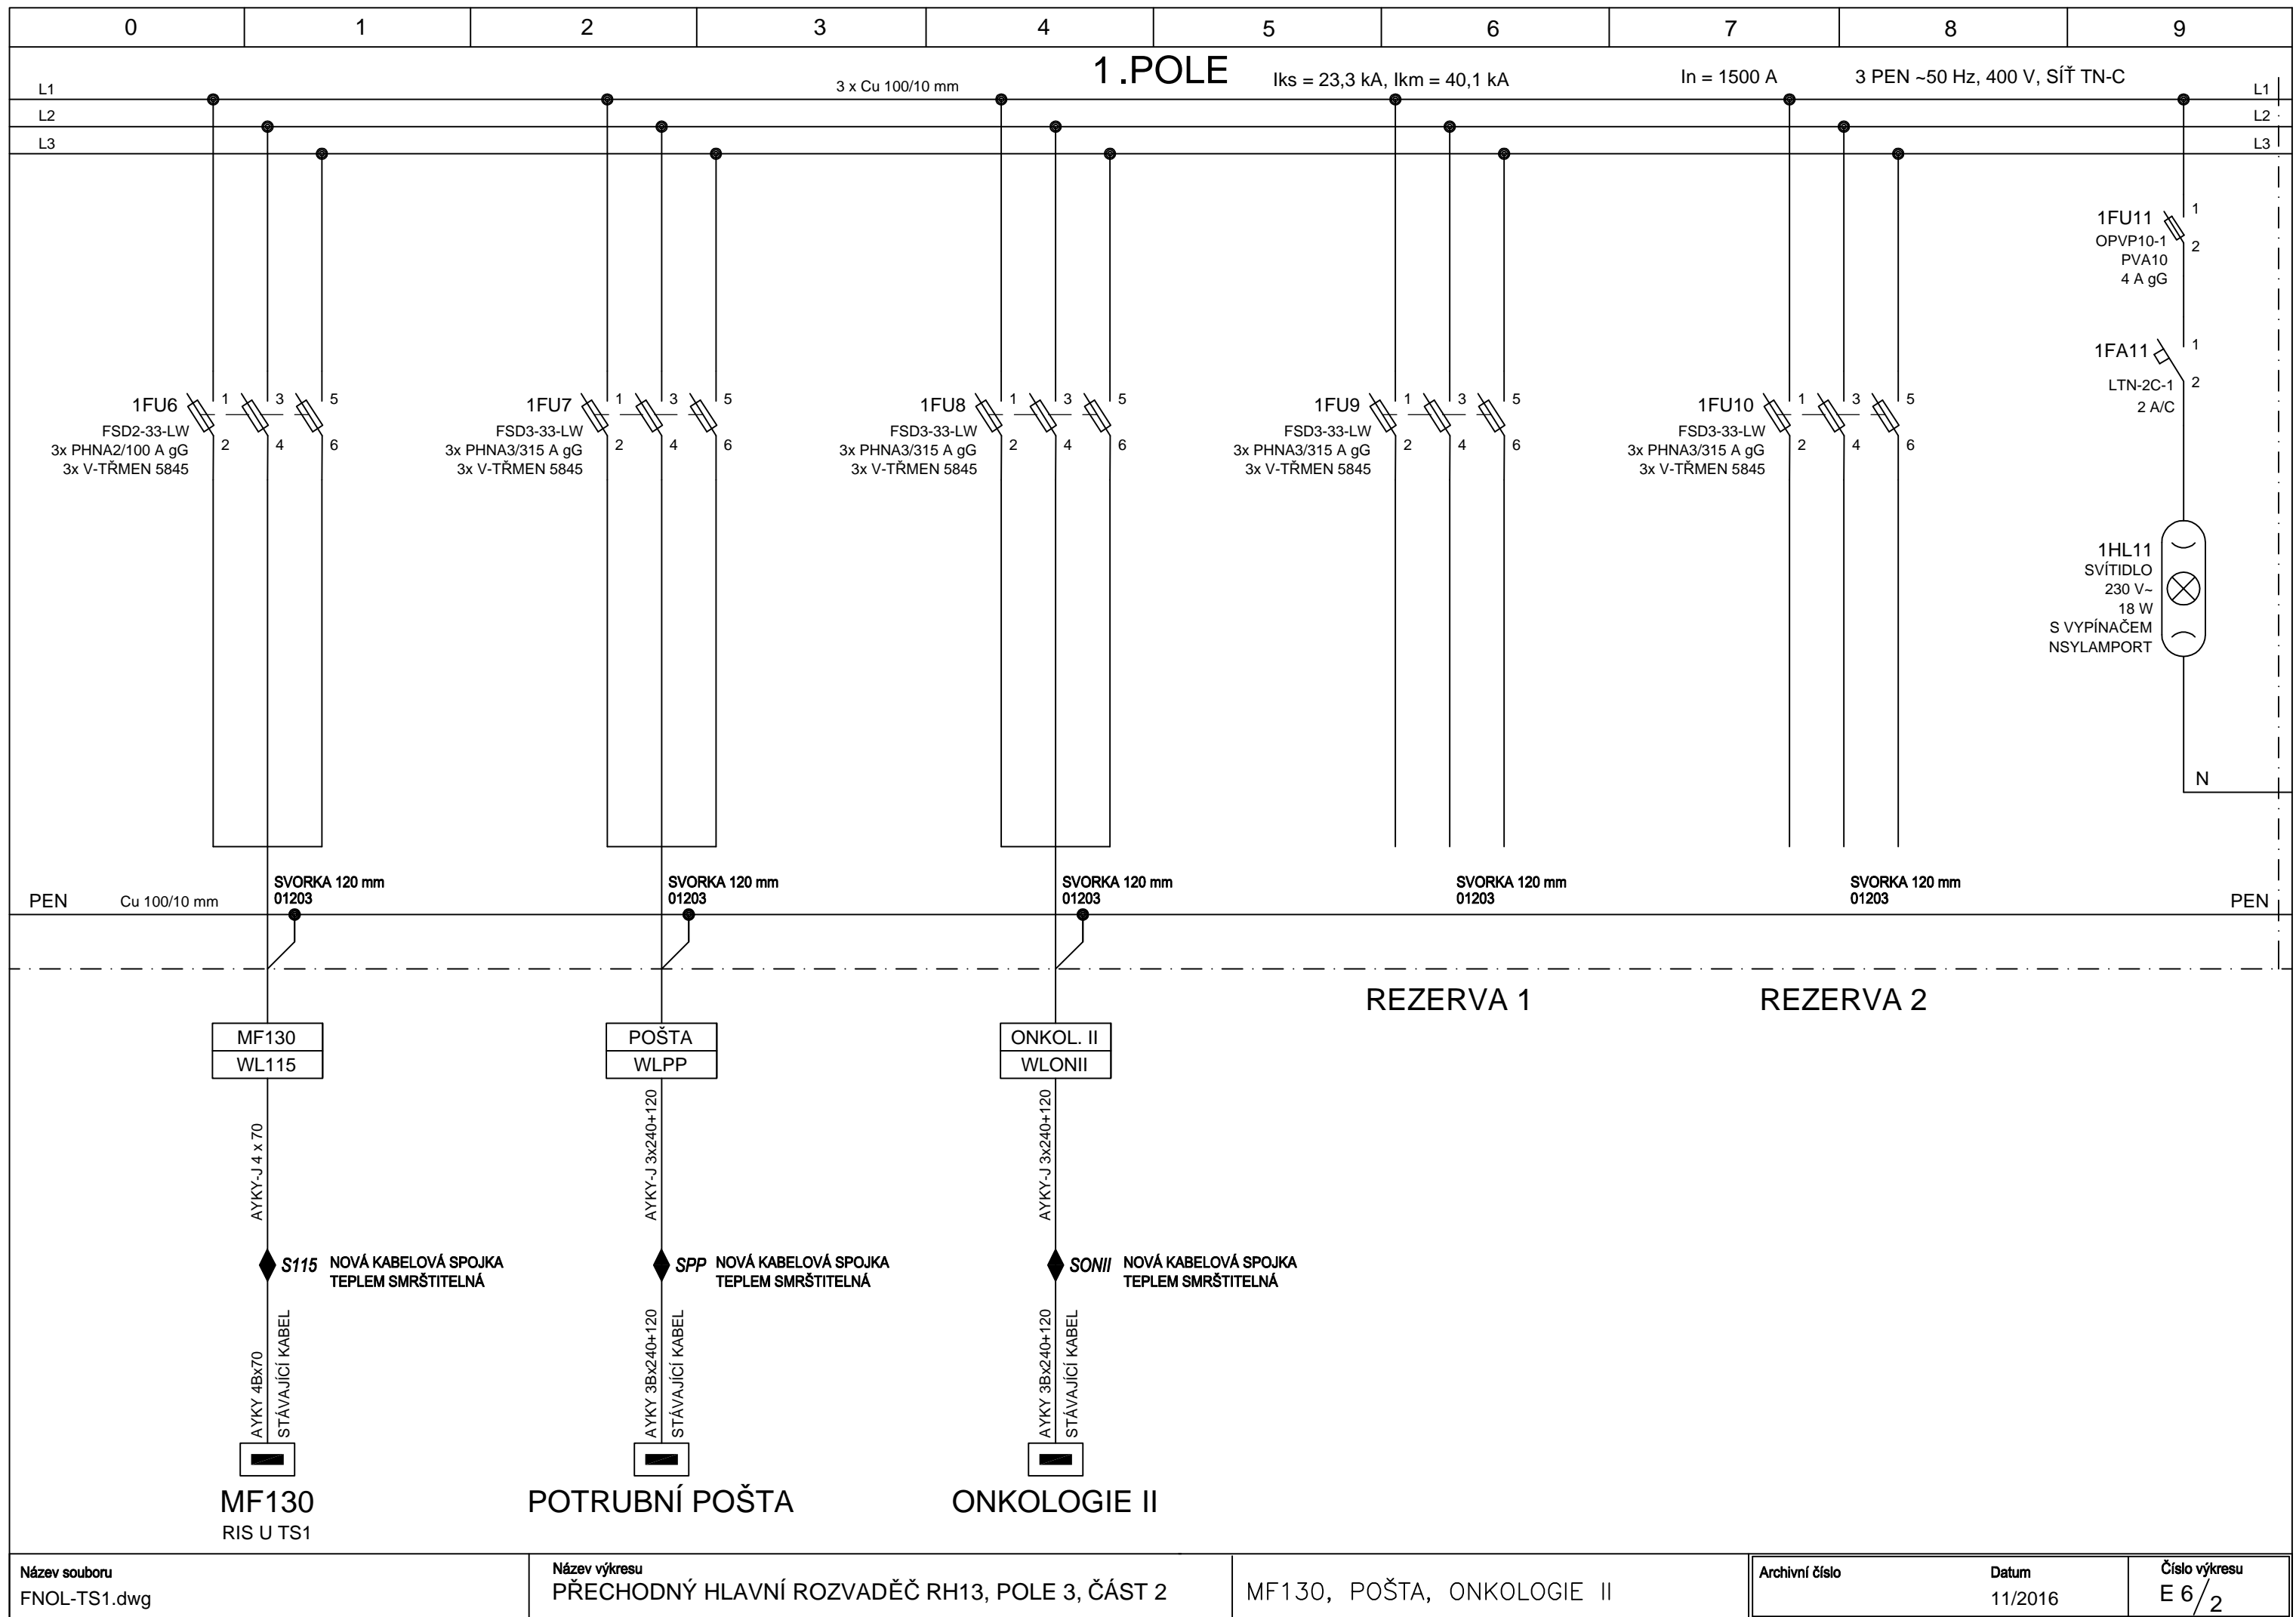 0 1 2 3 4 5 6 7 8 9
1.POLE
Iks = 23,3 kA, Ikm = 40,1 kA
In = 1500 A
3 PEN ~50 Hz, 400 V, SÍŤ TN-C
3 x Cu 100/10 mm
L1 L1
L2 L2
L3 L3
1FU11
OPVP10-1
PVA10
4 A gG
1
2
1FA11
LTN-2C-1
2 A/C
1
2
1FU6
FSD2-33-LW
3x PHNA2/100 A gG
3x V-TŘMEN 5845
1 3 5
2 4 6
1FU7
FSD3-33-LW
3x PHNA3/315 A gG
3x V-TŘMEN 5845
1 3 5
2 4 6
1FU8
FSD3-33-LW
3x PHNA3/315 A gG
3x V-TŘMEN 5845
1 3 5
2 4 6
1FU9
FSD3-33-LW
3x PHNA3/315 A gG
3x V-TŘMEN 5845
1 3 5
2 4 6
1FU10
FSD3-33-LW
3x PHNA3/315 A gG
3x V-TŘMEN 5845
1 3 5
2 4 6
1HL11
SVÍTIDLO
230 V~
18 W
S VYPÍNAČEM
NSYLAMPORT
N
PEN
Cu 100/10 mm
SVORKA 120 mm
01203
SVORKA 120 mm
01203
SVORKA 120 mm
01203
SVORKA 120 mm
01203
SVORKA 120 mm
01203
PEN
REZERVA 1
REZERVA 2
MF130
WL115
POŠTA
WLPP
ONKOL. II
WLONII
AYKY-J 4 x 70
AYKY-J 3x240+120
AYKY-J 3x240+120
S115
NOVÁ KABELOVÁ SPOJKA
TEPLEM SMRŠTITELNÁ
SPP
NOVÁ KABELOVÁ SPOJKA
TEPLEM SMRŠTITELNÁ
SONII
NOVÁ KABELOVÁ SPOJKA
TEPLEM SMRŠTITELNÁ
AYKY 4Bx70
STÁVAJÍCÍ KABEL
AYKY 3Bx240+120
STÁVAJÍCÍ KABEL
AYKY 3Bx240+120
STÁVAJÍCÍ KABEL
MF130
RIS U TS1
POTRUBNÍ POŠTA
ONKOLOGIE II
Název souboru
FNOL-TS1.dwg
Název výkresu
PŘECHODNÝ HLAVNÍ ROZVADĚČ RH13, POLE 3, ČÁST 2
MF130, POŠTA, ONKOLOGIE II
Archivní číslo
Datum
11/2016
Číslo výkresu
E 6/2